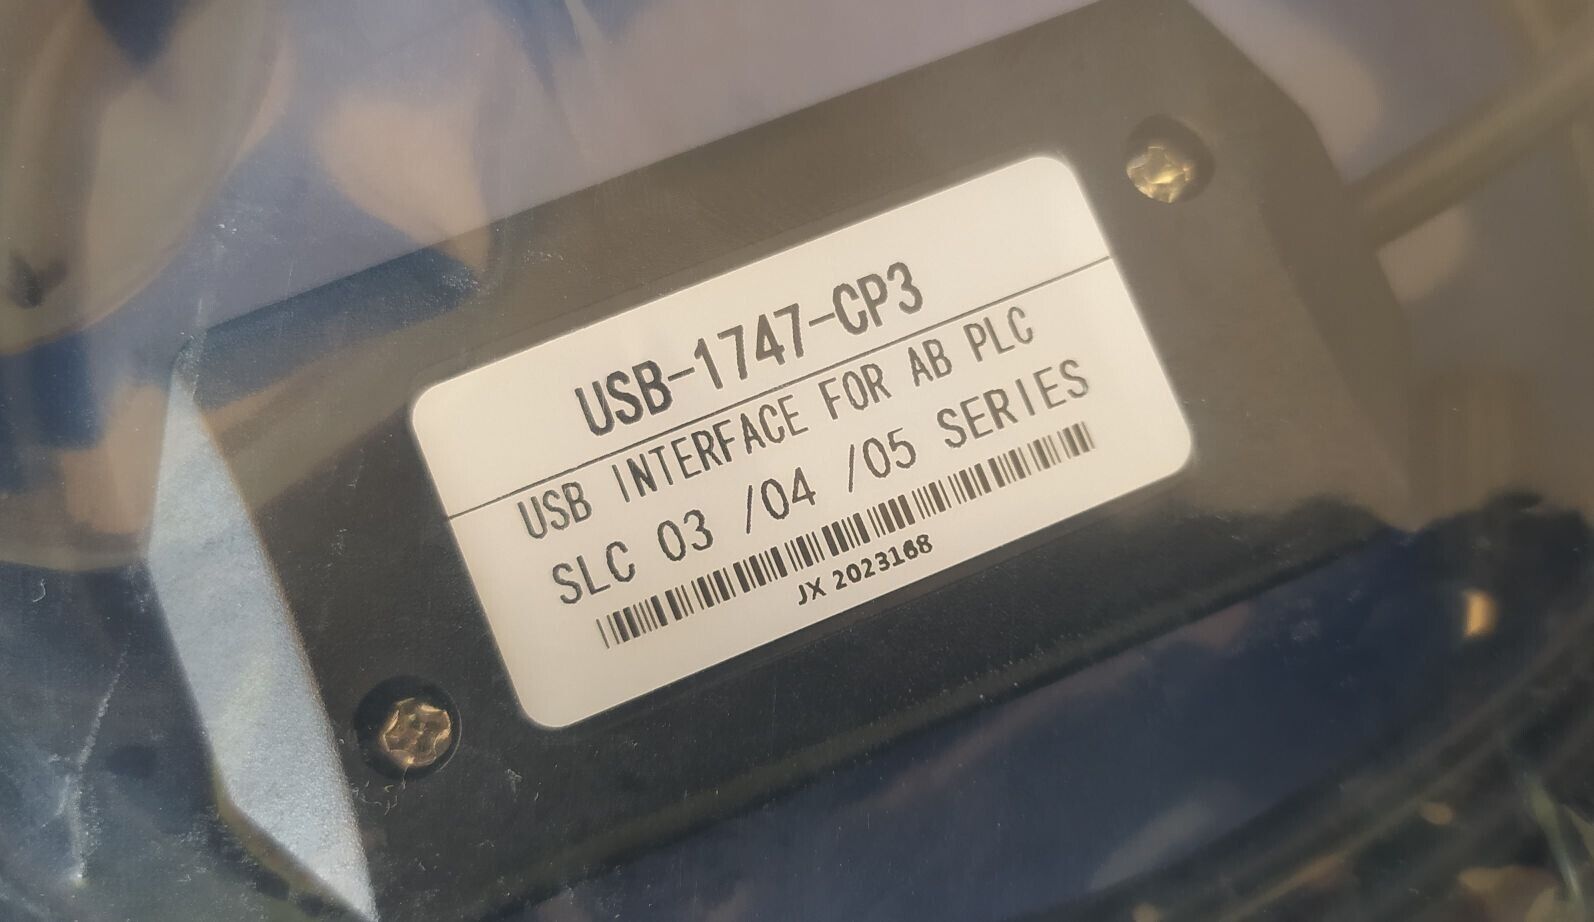 USB-1747-CP3
USB INTERFACE FOR AB PLC
SLC 03 /04 /05 SERIES
JX 2023168